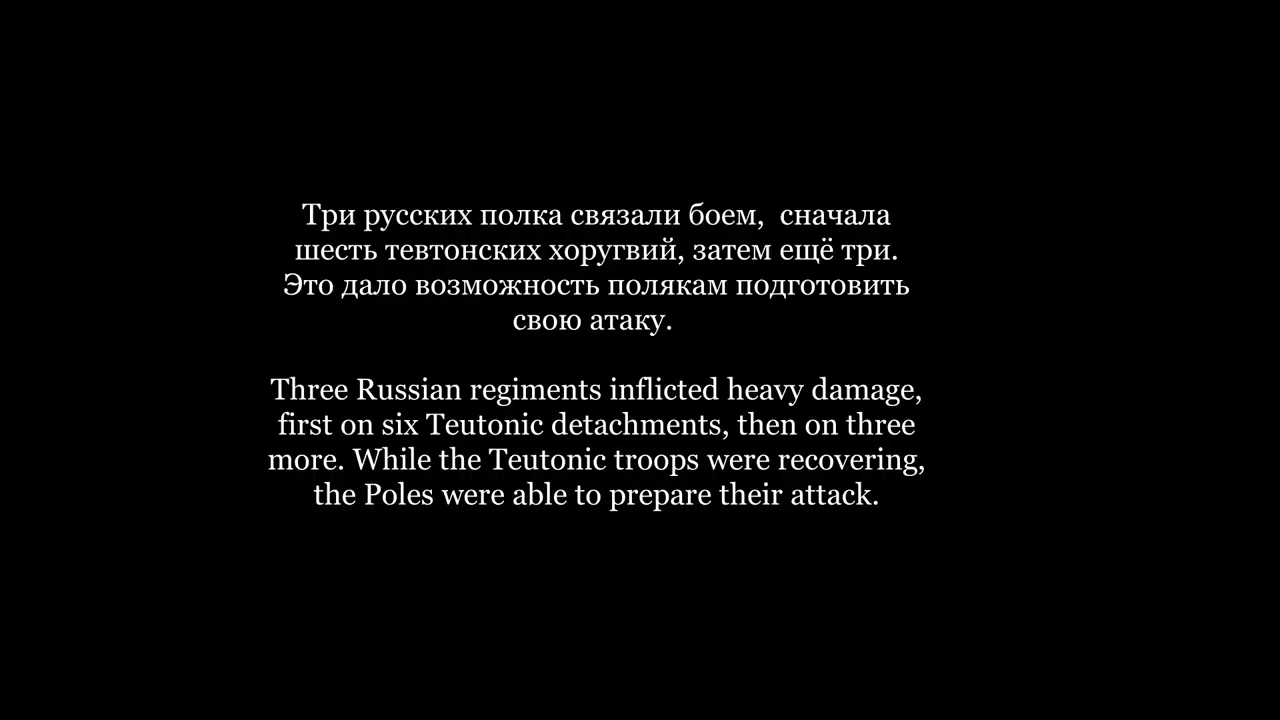 Три русских полка связали боем,  сначала
шесть тевтонских хоругвий, затем ещё три.
Это дало возможность полякам подготовить
свою атаку.
Three Russian regiments inflicted heavy damage,
first on six Teutonic detachments, then on three
more. While the Teutonic troops were recovering,
the Poles were able to prepare their attack.